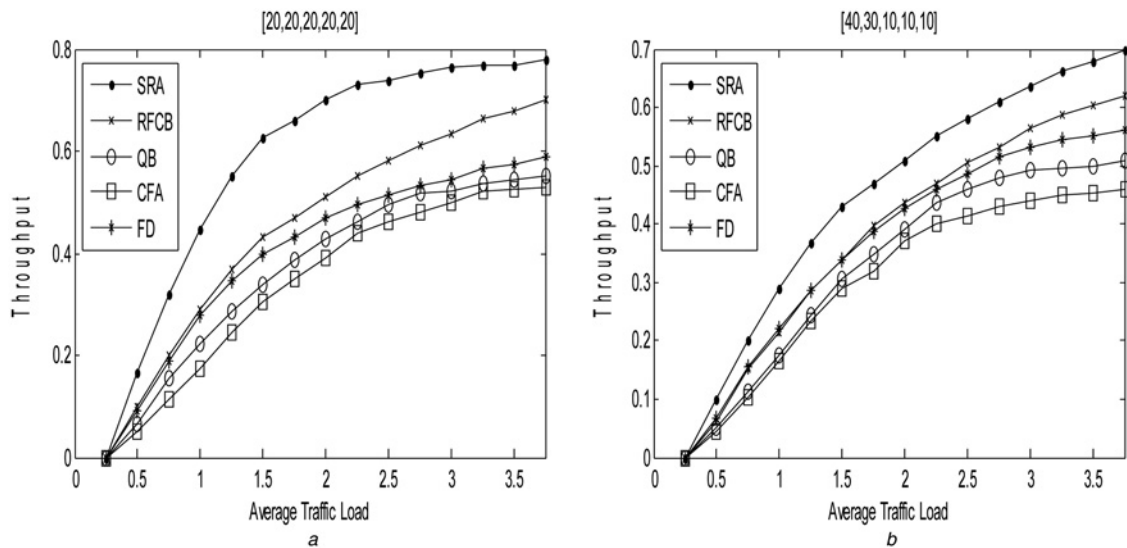 [20,20,20,20,20]
0.8
0.6
0.4
0.2
0
Throughput
SRA
RFCB
QB
CFA
FD
0 0.5 1 1.5 2 2.5 3 3.5
Average Traffic Load
a
[40,30,10,10,10]
0.7
0.6
0.5
0.4
0.3
0.2
0.1
0
Throughput
SRA
RFCB
QB
CFA
FD
0 0.5 1 1.5 2 2.5 3 3.5
Average Traffic Load
b